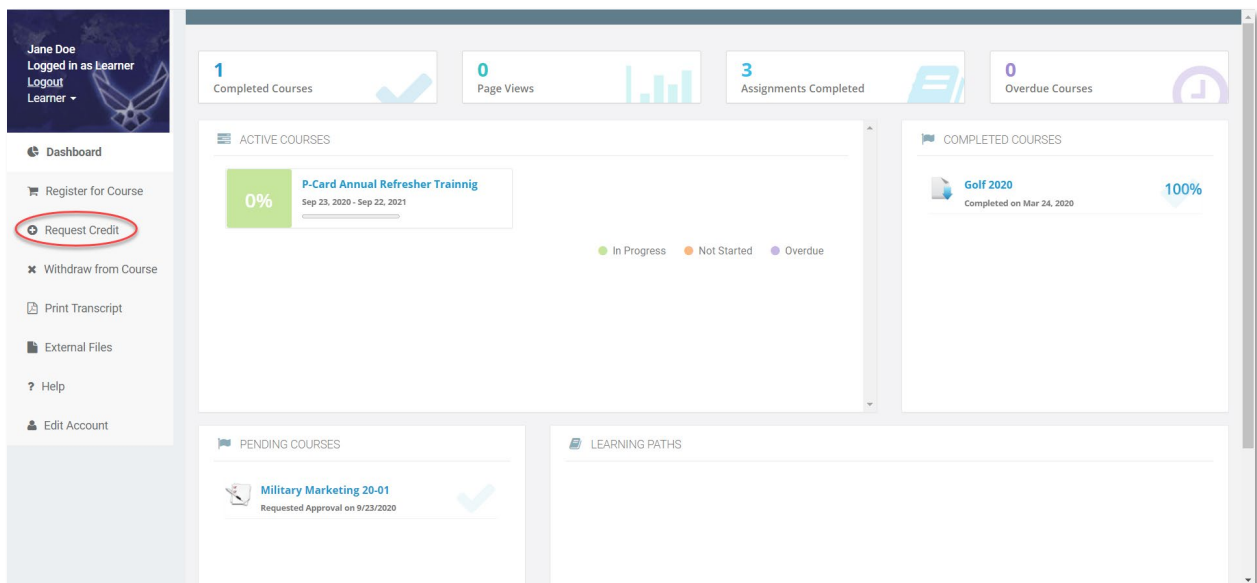 Jane Doe
Logged in as Learner
Logout
Learner
Dashboard
Register for Course
Request Credit
Withdraw from Course
Print Transcript
External Files
? Help
Edit Account
1
Completed Courses
0
Page Views
3
Assignments Completed
0
Overdue Courses
ACTIVE COURSES
0%
P-Card Annual Refresher Trainnig
Sep 23, 2020 - Sep 22, 2021
In Progress
Not Started
Overdue
COMPLETED COURSES
Golf 2020
Completed on Mar 24, 2020
100%
PENDING COURSES
Military Marketing 20-01
Requested Approval on 9/23/2020
LEARNING PATHS